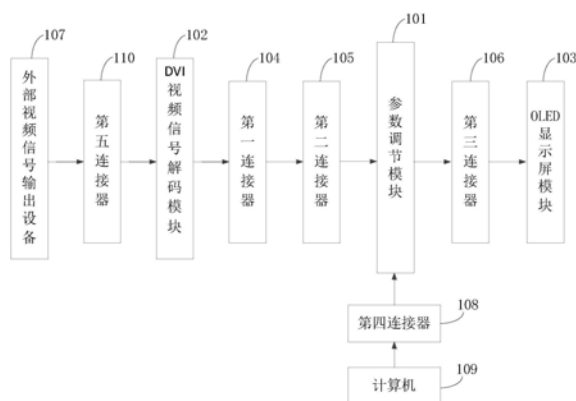 107
110
102
104
105
101
106
103
外部视频信号输出设备
第五连接器
DVI视频信号解码模块
第一连接器
第二连接器
参数调节模块
第三连接器
OLED显示屏模块
第四连接器
108
计算机
109